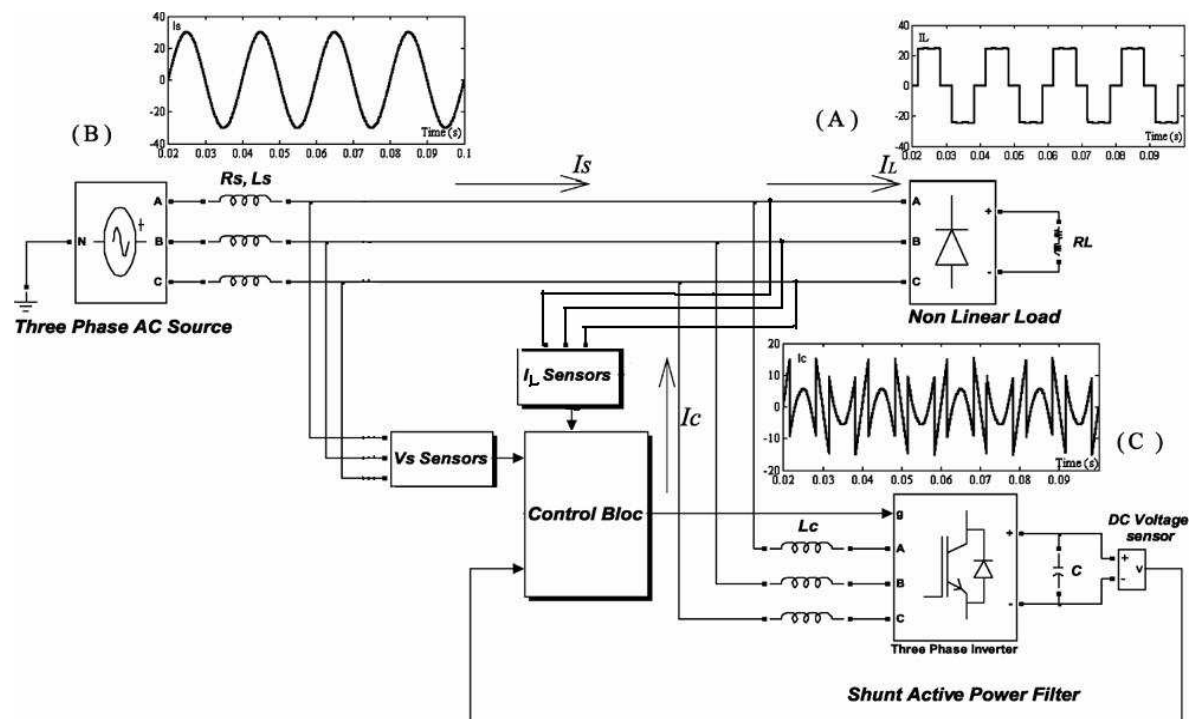 40
Is
20
0
-20
-40
Time (s)
0.02 0.03 0.04 0.05 0.06 0.07 0.08 0.09 0.1
( B )
40
IL
20
0
-20
-40
Time (s)
0.02 0.03 0.04 0.05 0.06 0.07 0.08 0.09
( A )
Rs, Ls
Is
IL
N
A
B
C
Three Phase AC Source
A
B
C
+
-
RL
Non Linear Load
IL Sensors
Ic
Vs Sensors
Control Bloc
20
Ic
10
0
-10
-20
Time (s)
0.02 0.03 0.04 0.05 0.06 0.07 0.08 0.09
( C )
Lc
g
A
B
C
+
-
Three Phase Inverter
C
DC Voltage
sensor
+
-
v
Shunt Active Power Filter